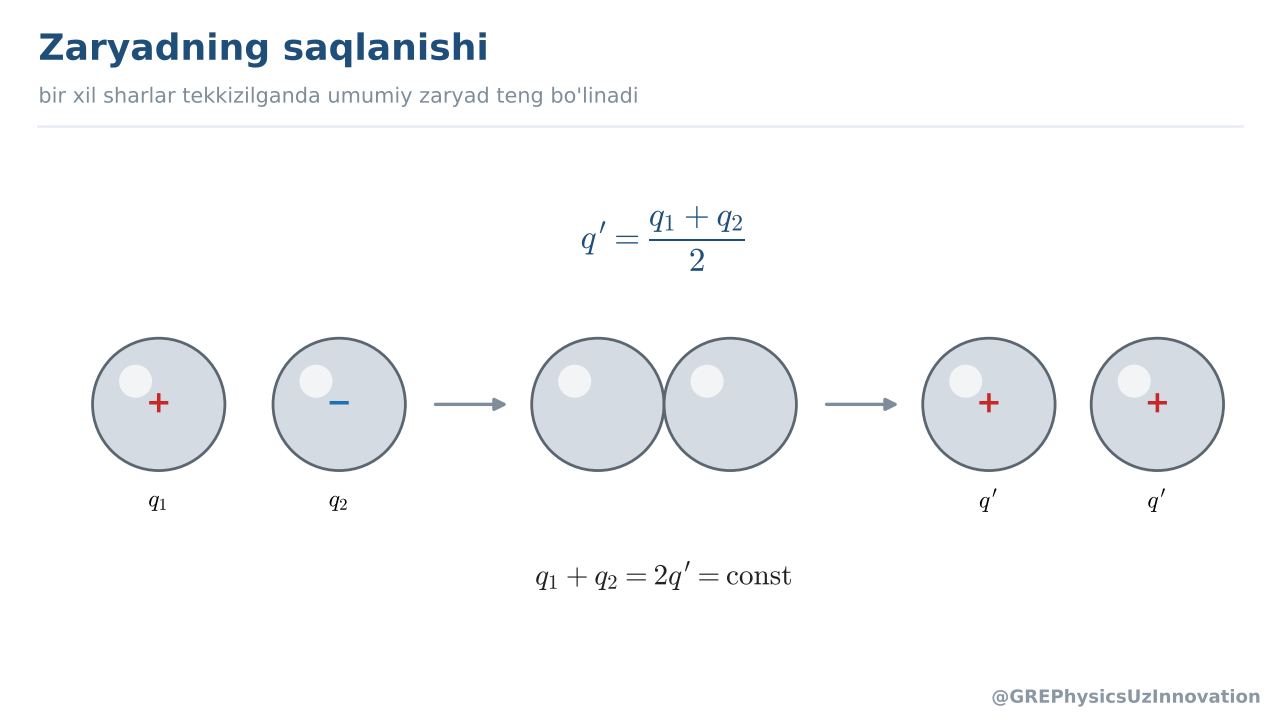 Zaryadning saqlanishi
bir xil sharlar tekkizilganda umumiy zaryad teng bo'linadi
q′ = (q₁ + q₂) / 2
+ − + +
q₁ q₂ q′ q′
q₁ + q₂ = 2q′ = const
@GREPhysicsUzInnovation